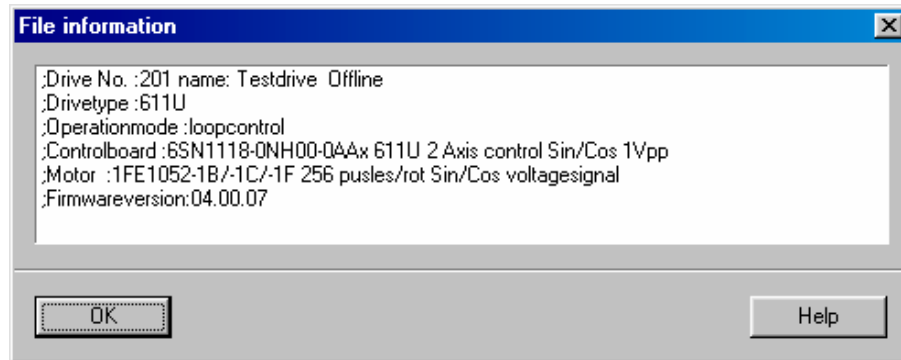 File information
;Drive No. :201 name: Testdrive  Offline
;Drivetype :611U
;Operationmode :loopcontrol
;Controlboard :6SN1118-0NH00-0AAx 611U 2 Axis control Sin/Cos 1Vpp
;Motor  :1FE1052-1B/-1C/-1F 256 pusles/rot Sin/Cos voltagesignal
;Firmwareversion:04.00.07
OK
Help